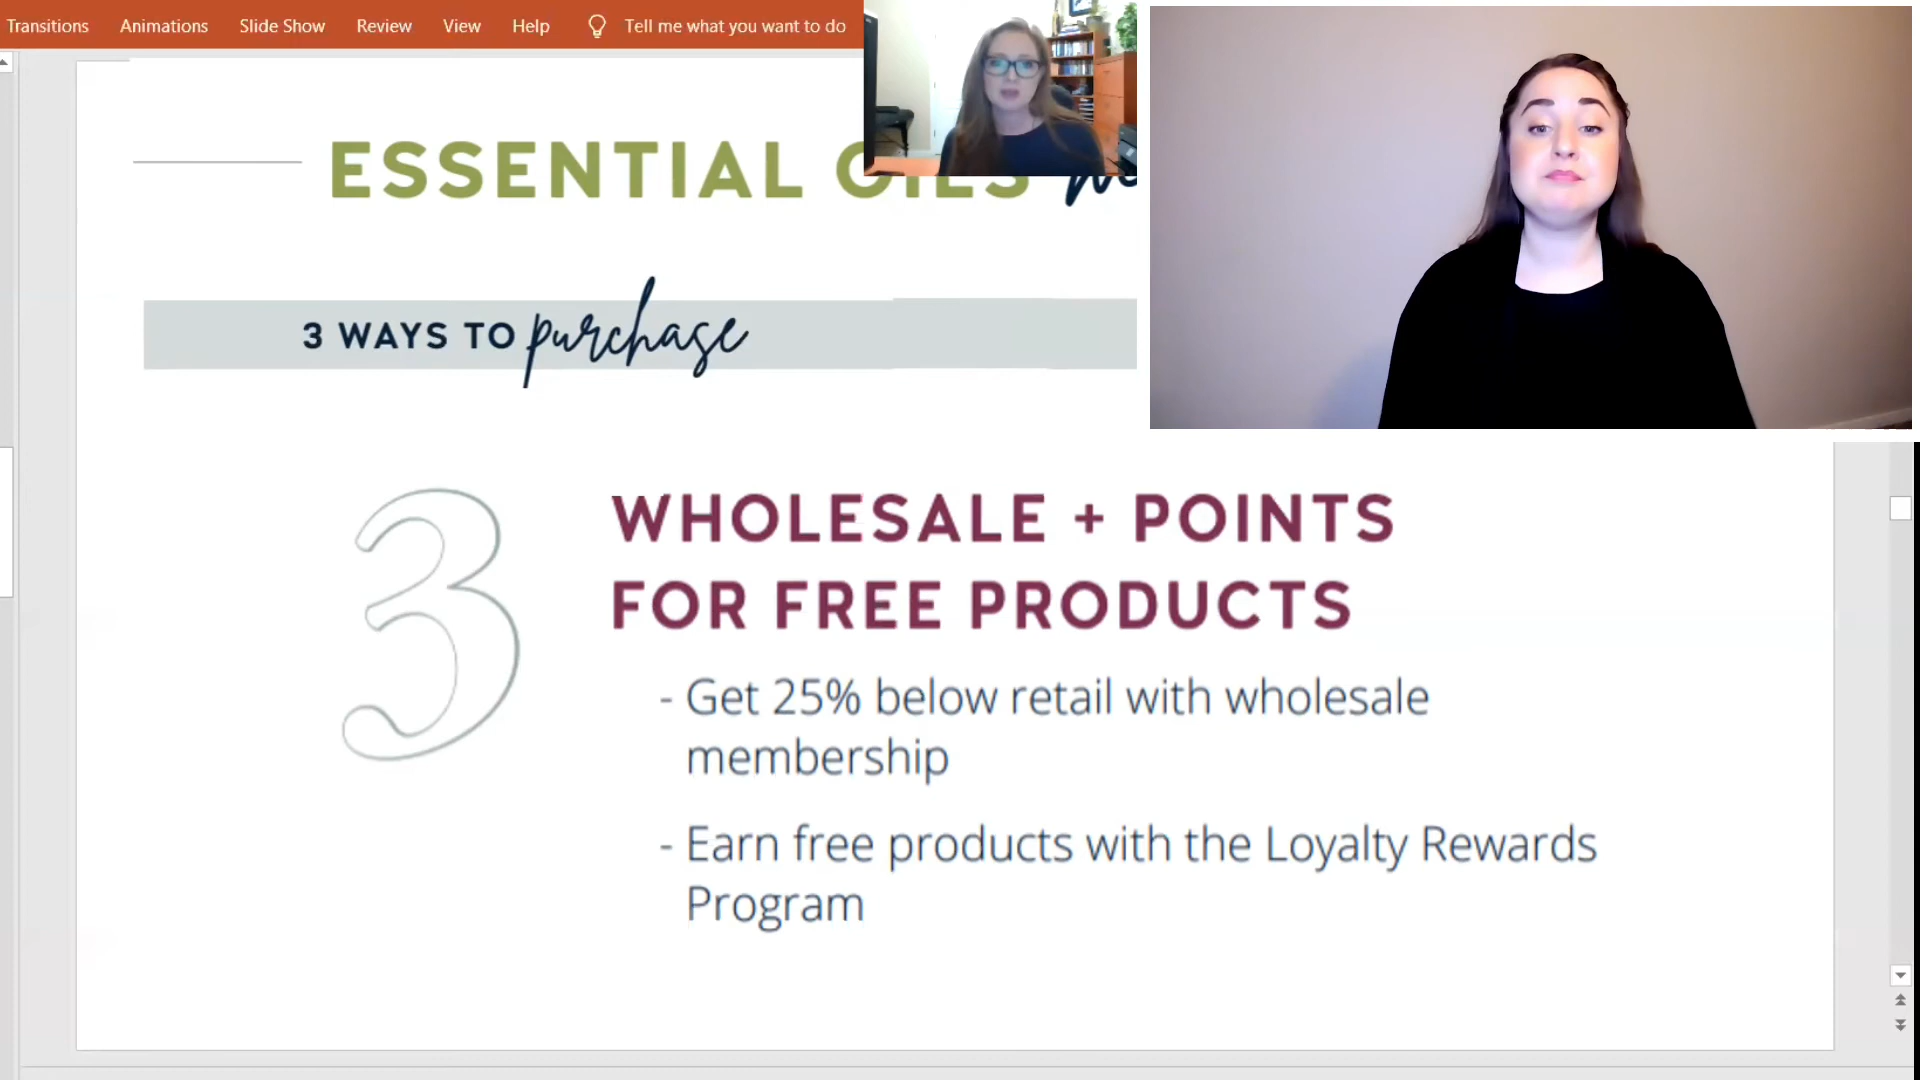 Transitions Animations Slide Show Review View Help Tell me what you want to do
ESSENTIAL OILS
3 WAYS TO purchase
3
WHOLESALE + POINTS
FOR FREE PRODUCTS
- Get 25% below retail with wholesale
membership
- Earn free products with the Loyalty Rewards
Program